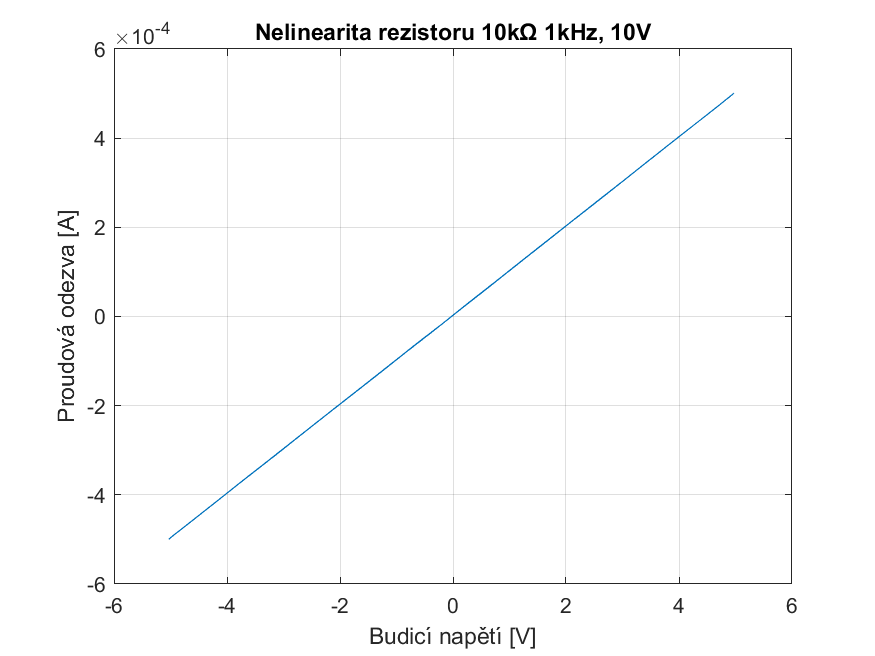 Nelinearita rezistoru 10kΩ 1kHz, 10V
×10-4
6
4
2
0
-2
-4
-6
-6 -4 -2 0 2 4 6
Proudová odezva [A]
Budicí napětí [V]